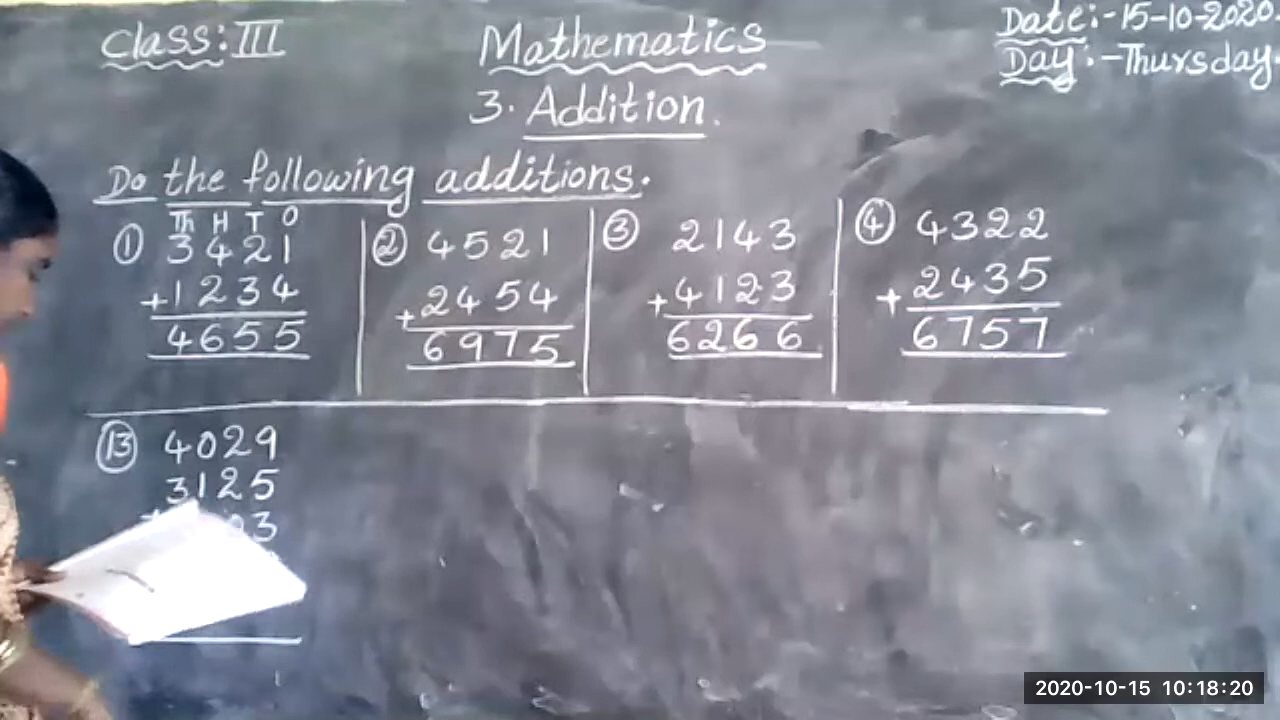 Class: III
Mathematics
Date:-15-10-2020.
Day:-Thursday.
3. Addition.
Do the following additions.
Th H T O
① 3421
+1234
4655
② 4521
+2454
6975
③ 2143
+4123
6266
④ 4322
+2435
6757
⑬ 4029
3125
2020-10-15 10:18:20